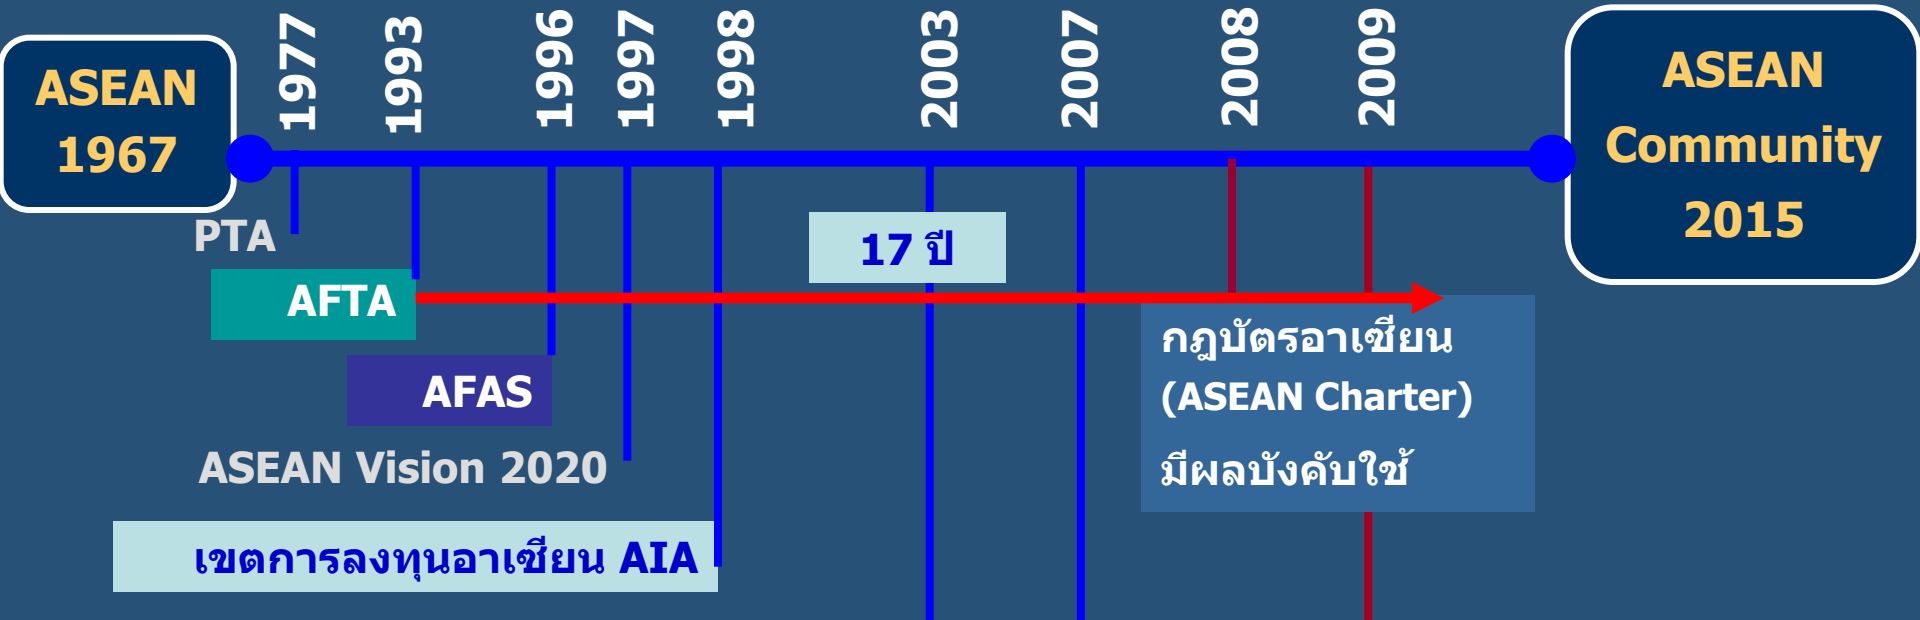 ASEAN
1967
1977
1993
1996
1997
1998
2003
2007
2008
2009
ASEAN
Community
2015
PTA
17 ปี
AFTA
กฎบัตรอาเซียน
(ASEAN Charter)
มีผลบังคับใช้
AFAS
ASEAN Vision 2020
เขตการลงทุนอาเซียน AIA